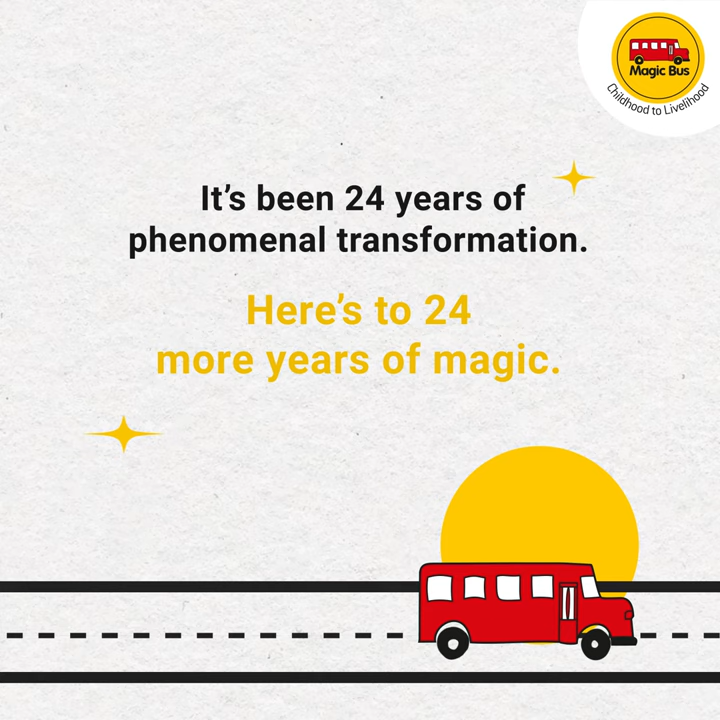 Magic Bus
Childhood to Livelihood
It’s been 24 years of
phenomenal transformation.
Here’s to 24
more years of magic.